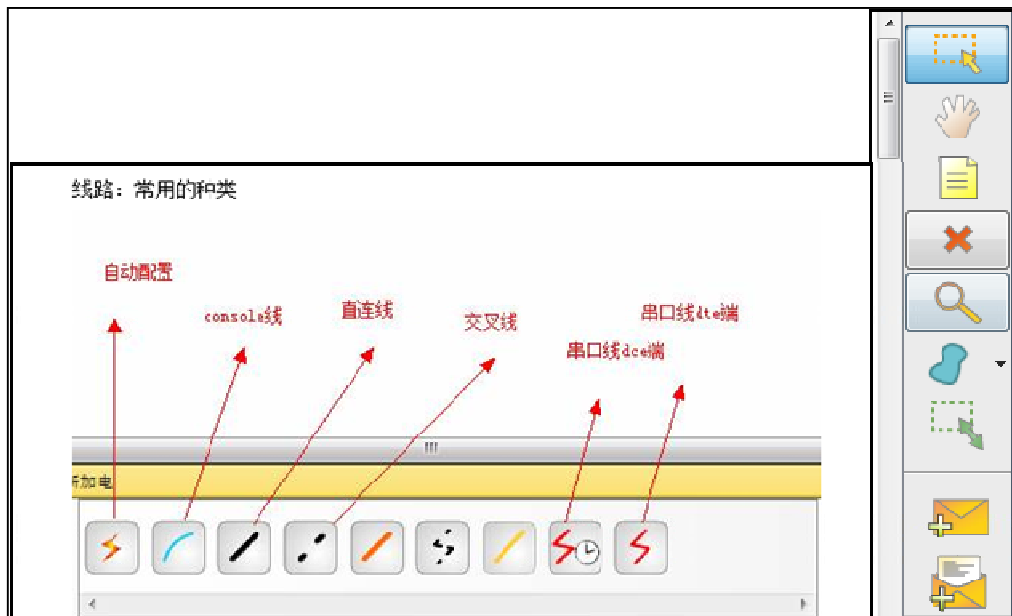 线路：常用的种类
自动配置
console线
直连线
交叉线
串口线dte端
串口线dce端
加电